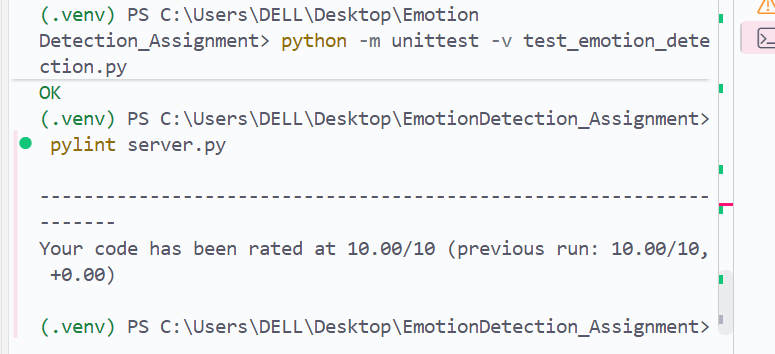 (.venv) PS C:\Users\DELL\Desktop\Emotion
Detection_Assignment> python -m unittest -v test_emotion_dete
ction.py
OK
(.venv) PS C:\Users\DELL\Desktop\EmotionDetection_Assignment>
pylint server.py
--------------------------------------------------------------
-------
Your code has been rated at 10.00/10 (previous run: 10.00/10,
+0.00)
(.venv) PS C:\Users\DELL\Desktop\EmotionDetection_Assignment>